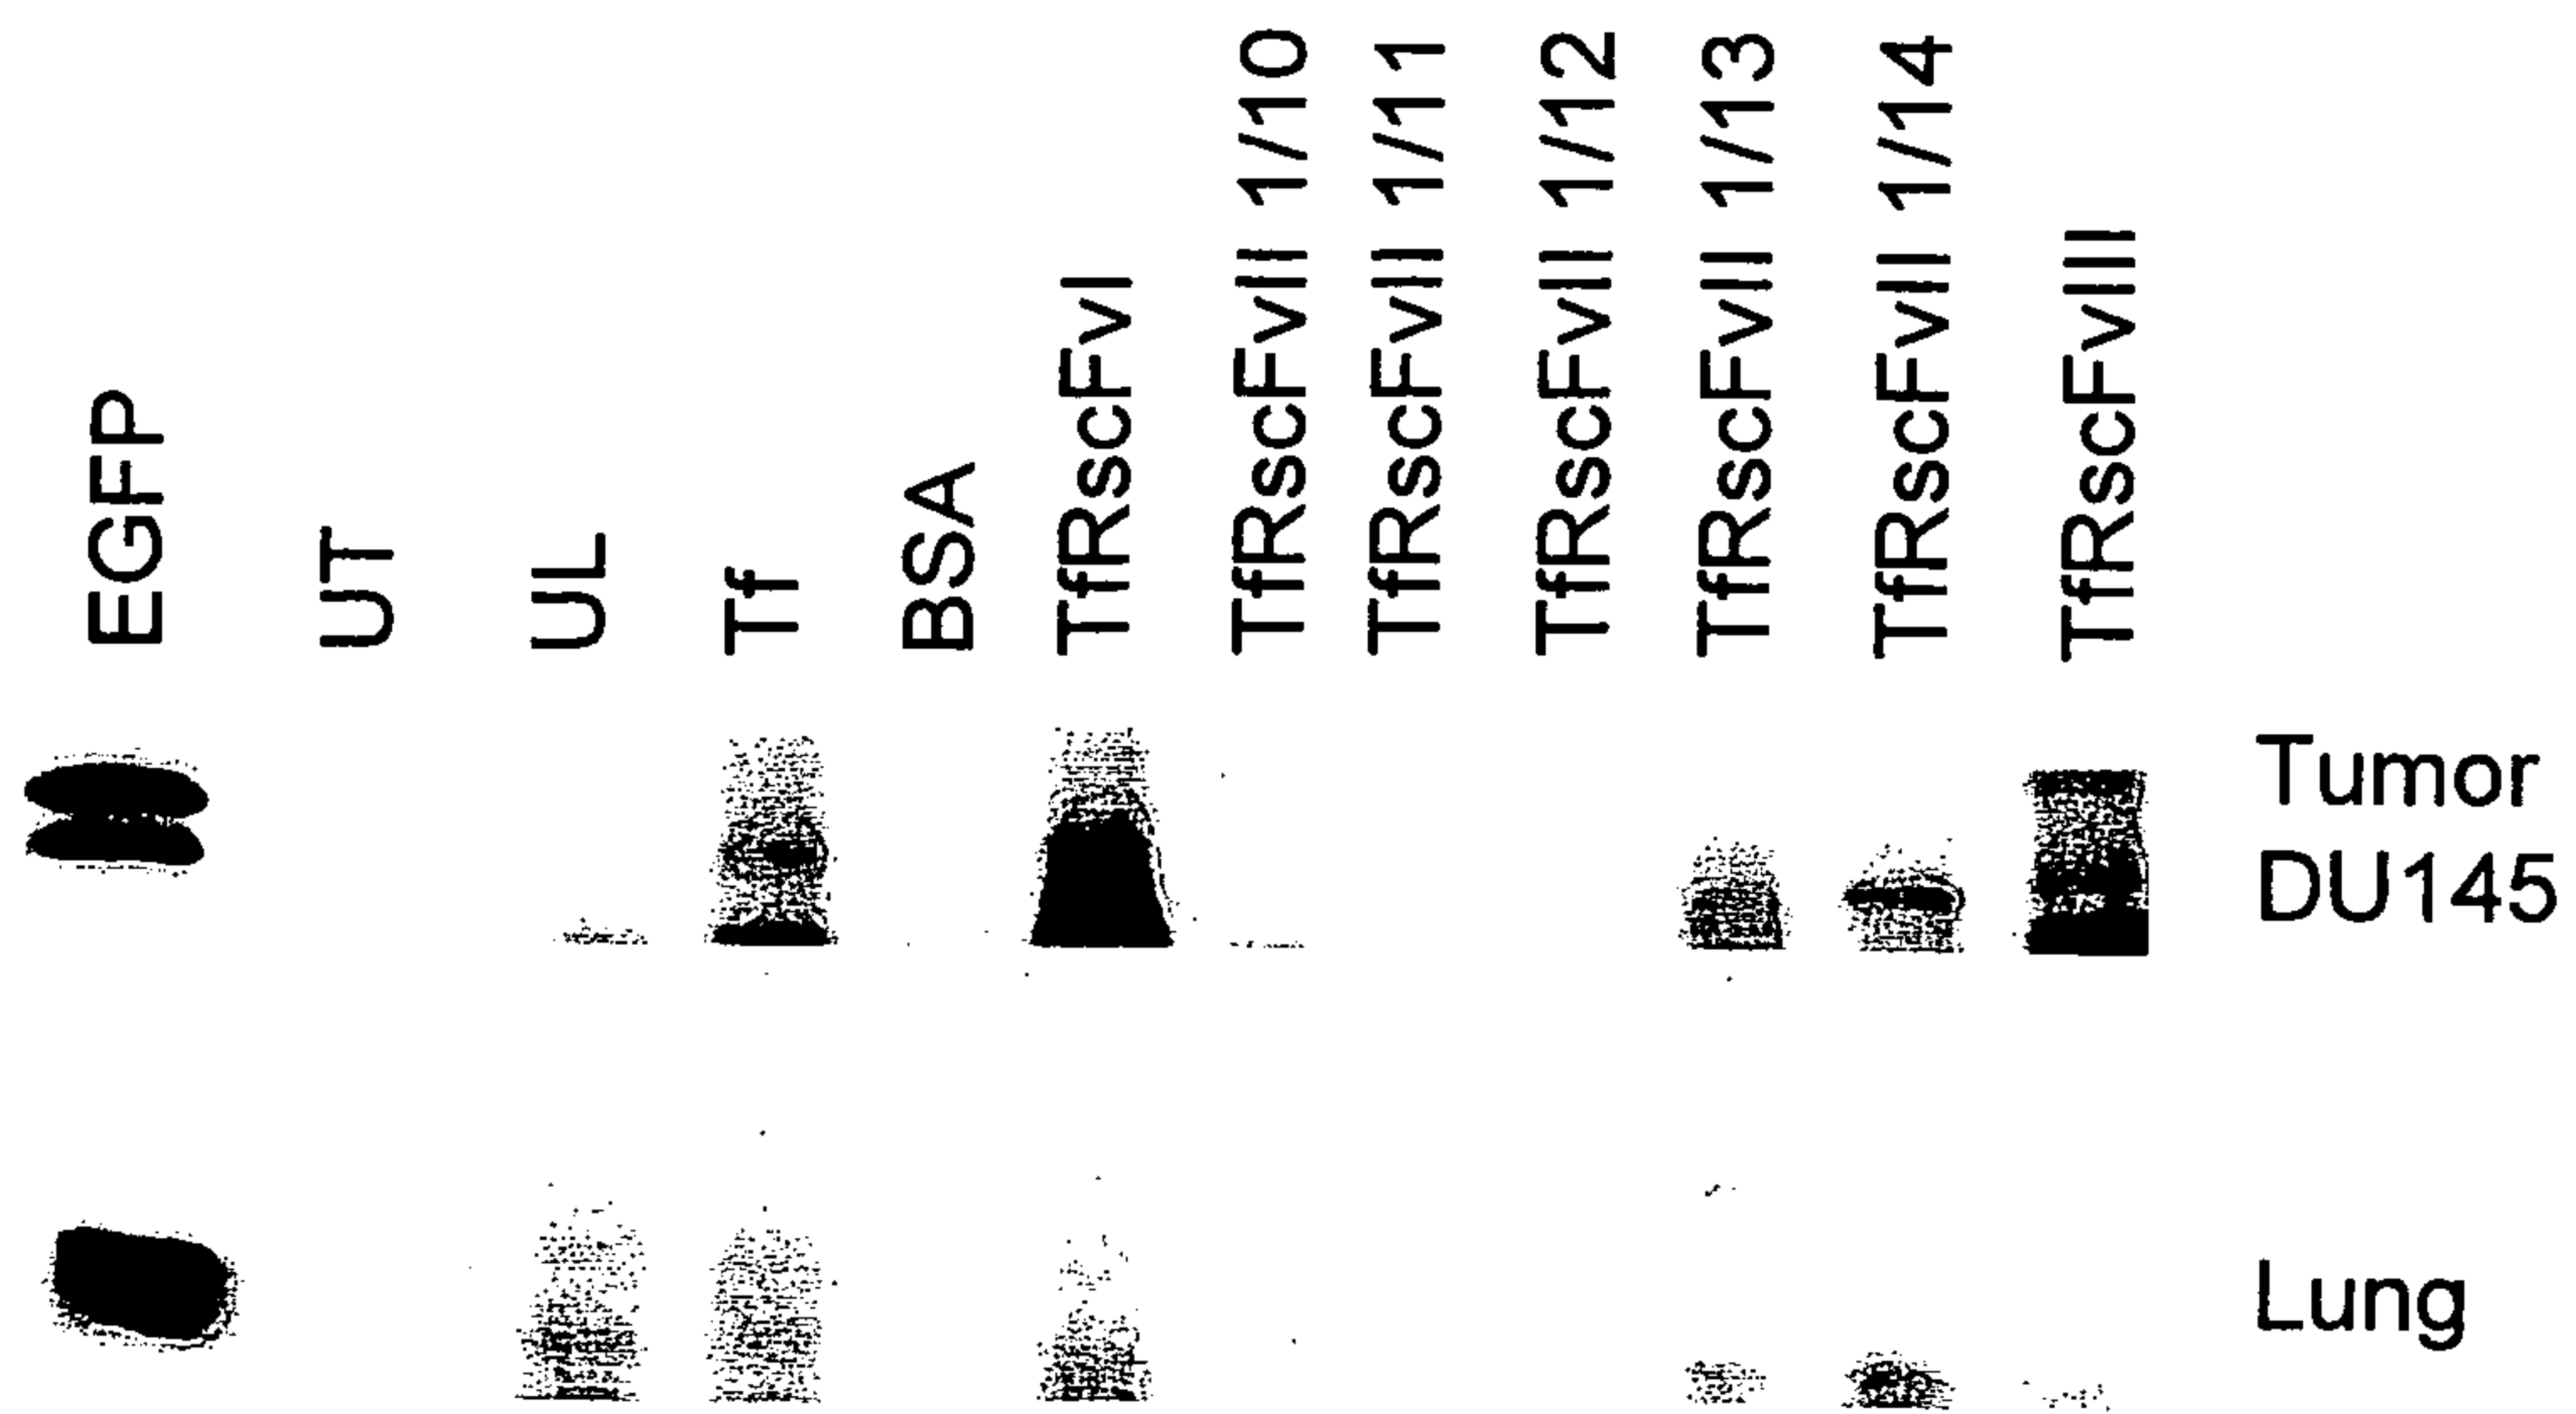 EGFP
UT
UL
Tf
BSA
TfRscFvI
TfRscFvII 1/10
TfRscFvII 1/11
TfRscFvII 1/12
TfRscFvII 1/13
TfRscFvII 1/14
TfRscFvIII
Tumor
DU145
Lung